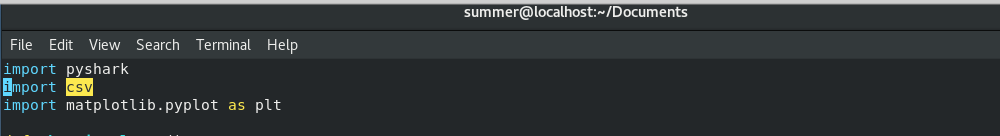 summer@localhost:~/Documents
File Edit View Search Terminal Help
import pyshark
import csv
import matplotlib.pyplot as plt